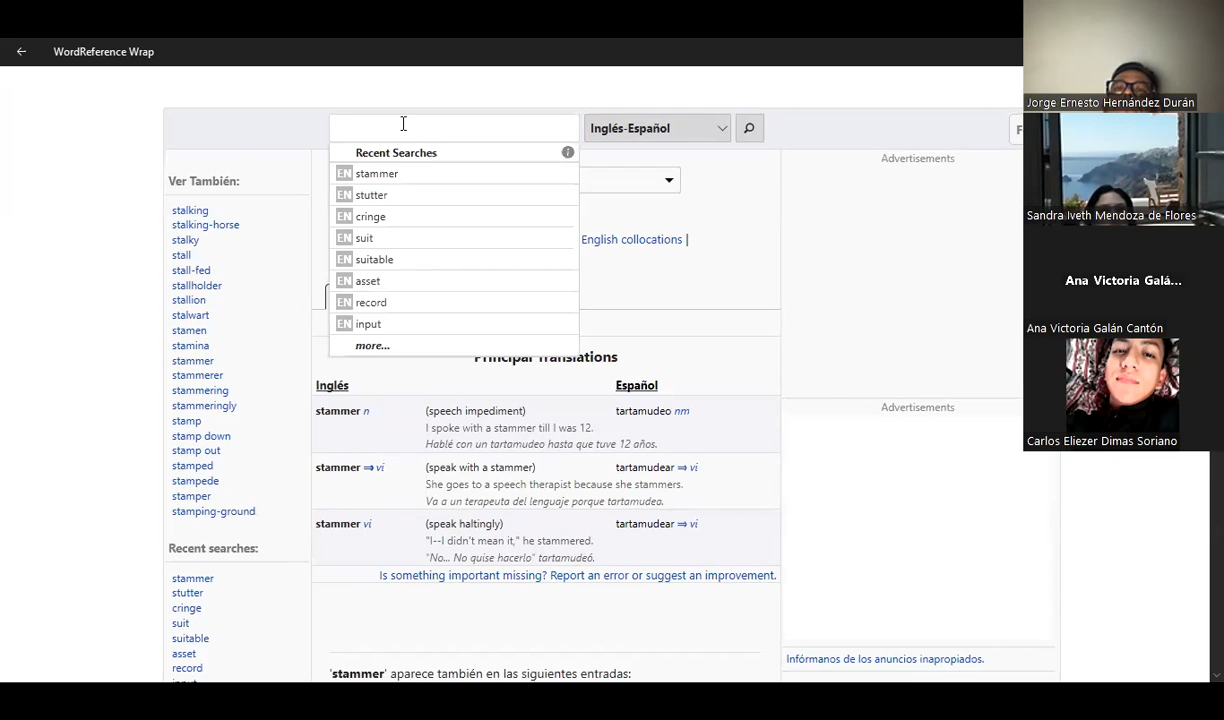 WordReference Wrap
Inglés-Español
Recent Searches
EN stammer
EN stutter
EN cringe
EN suit
EN suitable
EN asset
EN record
EN input
more...
English collocations |
Ver También:
stalking
stalking-horse
stalky
stall
stall-fed
stallholder
stallion
stalwart
stamen
stamina
stammer
stammerer
stammering
stammeringly
stamp
stamp down
stamp out
stamped
stampede
stamper
stamping-ground
Recent searches:
stammer
stutter
cringe
suit
suitable
asset
record
Principal Translations
Inglés Español
stammer n (speech impediment) tartamudeo nm
I spoke with a stammer till I was 12.
Hablé con un tartamudeo hasta que tuve 12 años.
stammer ⇒ vi (speak with a stammer) tartamudear ⇒ vi
She goes to a speech therapist because she stammers.
Va a un terapeuta del lenguaje porque tartamudea.
stammer vi (speak haltingly) tartamudear ⇒ vi
"I--I didn't mean it," he stammered.
"No... No quise hacerlo" tartamudeó.
Is something important missing? Report an error or suggest an improvement.
'stammer' aparece también en las siguientes entradas:
Advertisements
Advertisements
Infórmanos de los anuncios inapropiados.
Jorge Ernesto Hernández Durán
Sandra Iveth Mendoza de Flores
Ana Victoria Galá...
Ana Victoria Galán Cantón
Carlos Eliezer Dimas Soriano